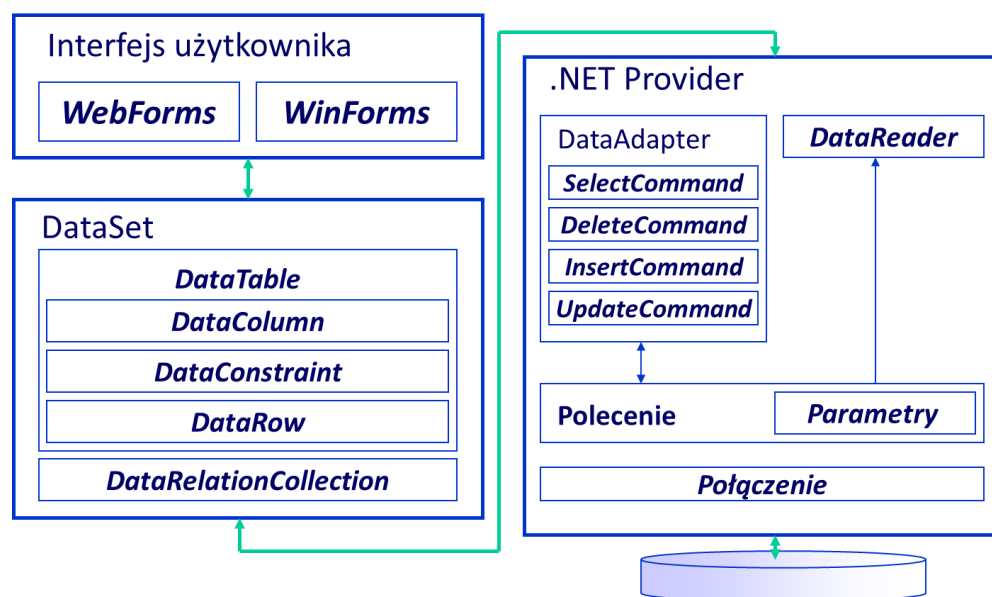 Interfejs użytkownika
WebForms
WinForms
DataSet
DataTable
DataColumn
DataConstraint
DataRow
DataRelationCollection
.NET Provider
DataAdapter
SelectCommand
DeleteCommand
InsertCommand
UpdateCommand
DataReader
Polecenie
Parametry
Połączenie